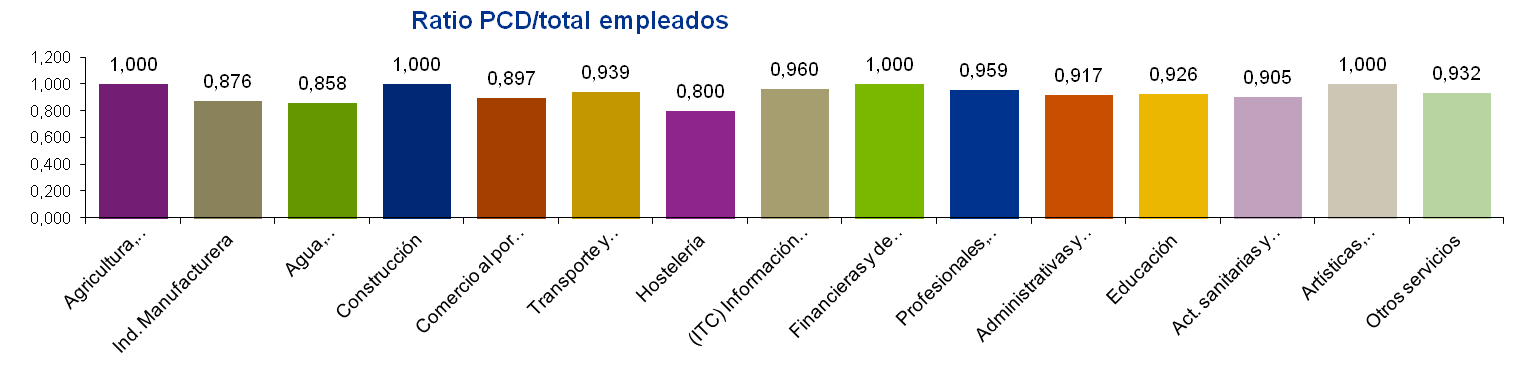 Ratio PCD/total empleados
1,200
1,000
0,800
0,600
0,400
0,200
0,000
1,000
0,876
0,858
1,000
0,897
0,939
0,800
0,960
1,000
0,959
0,917
0,926
0,905
1,000
0,932
Agricultura,..
Ind. Manufacturera
Agua,..
Construcción
Comercio al por..
Transporte y..
Hostelería
(ITC) Información..
Financieras y de..
Profesionales,..
Administrativas y..
Educación
Act. sanitarias y..
Artísticas,..
Otros servicios